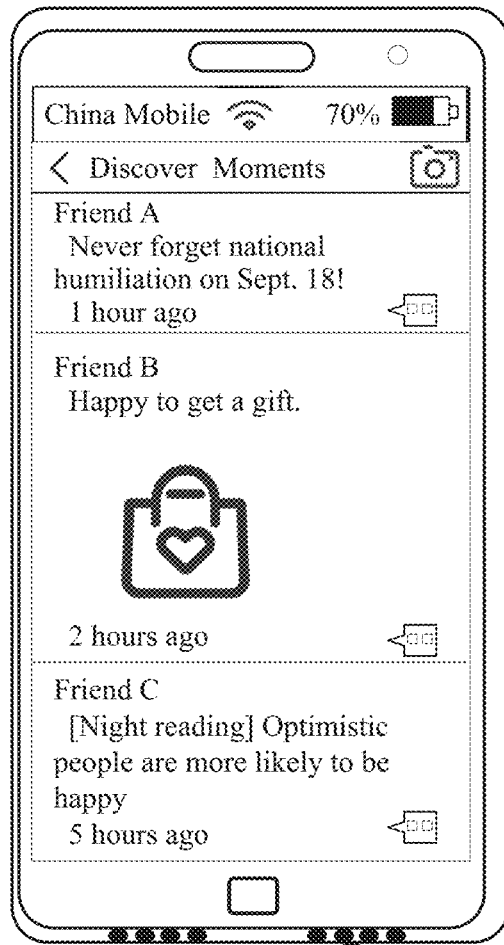 China Mobile 70%
Discover Moments
Friend A
Never forget national
humiliation on Sept. 18!
1 hour ago
Friend B
Happy to get a gift.
2 hours ago
Friend C
[Night reading] Optimistic
people are more likely to be
happy
5 hours ago